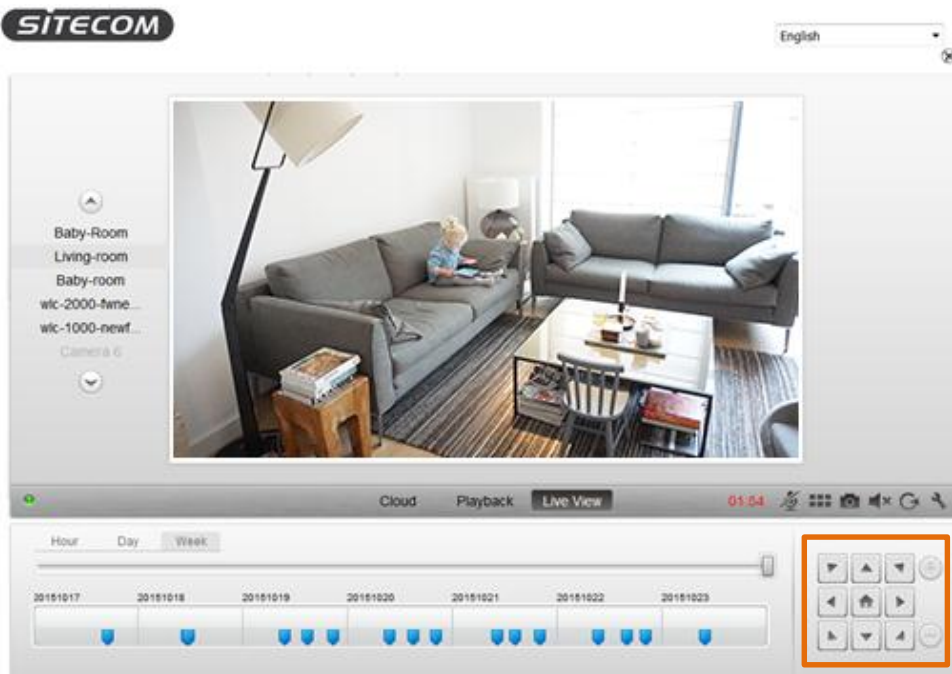 SITECOM
English
Baby-Room
Living-room
Baby-room
wlc-2000-fwne...
wlc-1000-newf...
Camera 6
Cloud Playback Live View 01:54
Hour Day Week
20151017 20151018 20151019 20151020 20151021 20151022 20151023